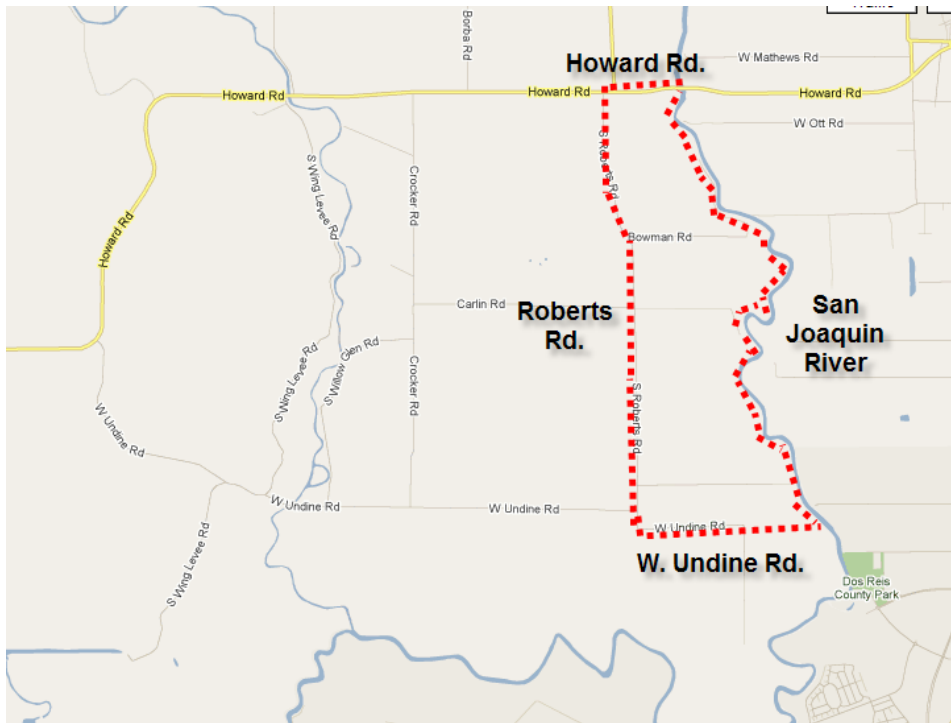 Borba Rd
W Mathews Rd
Howard Rd.
Howard Rd
Howard Rd
Howard Rd
W Ott Rd
S Roberts Rd
S Wing Levee Rd
Crocker Rd
Howard Rd
Bowman Rd
Carlin Rd
Roberts
Rd.
San
Joaquin
River
S Willow Glen Rd
S Wing Levee Rd
Crocker Rd
S Roberts Rd
W Undine Rd
W Undine Rd
W Undine Rd
W Undine Rd
W. Undine Rd.
S Wing Levee Rd
Dos Reis
County Park